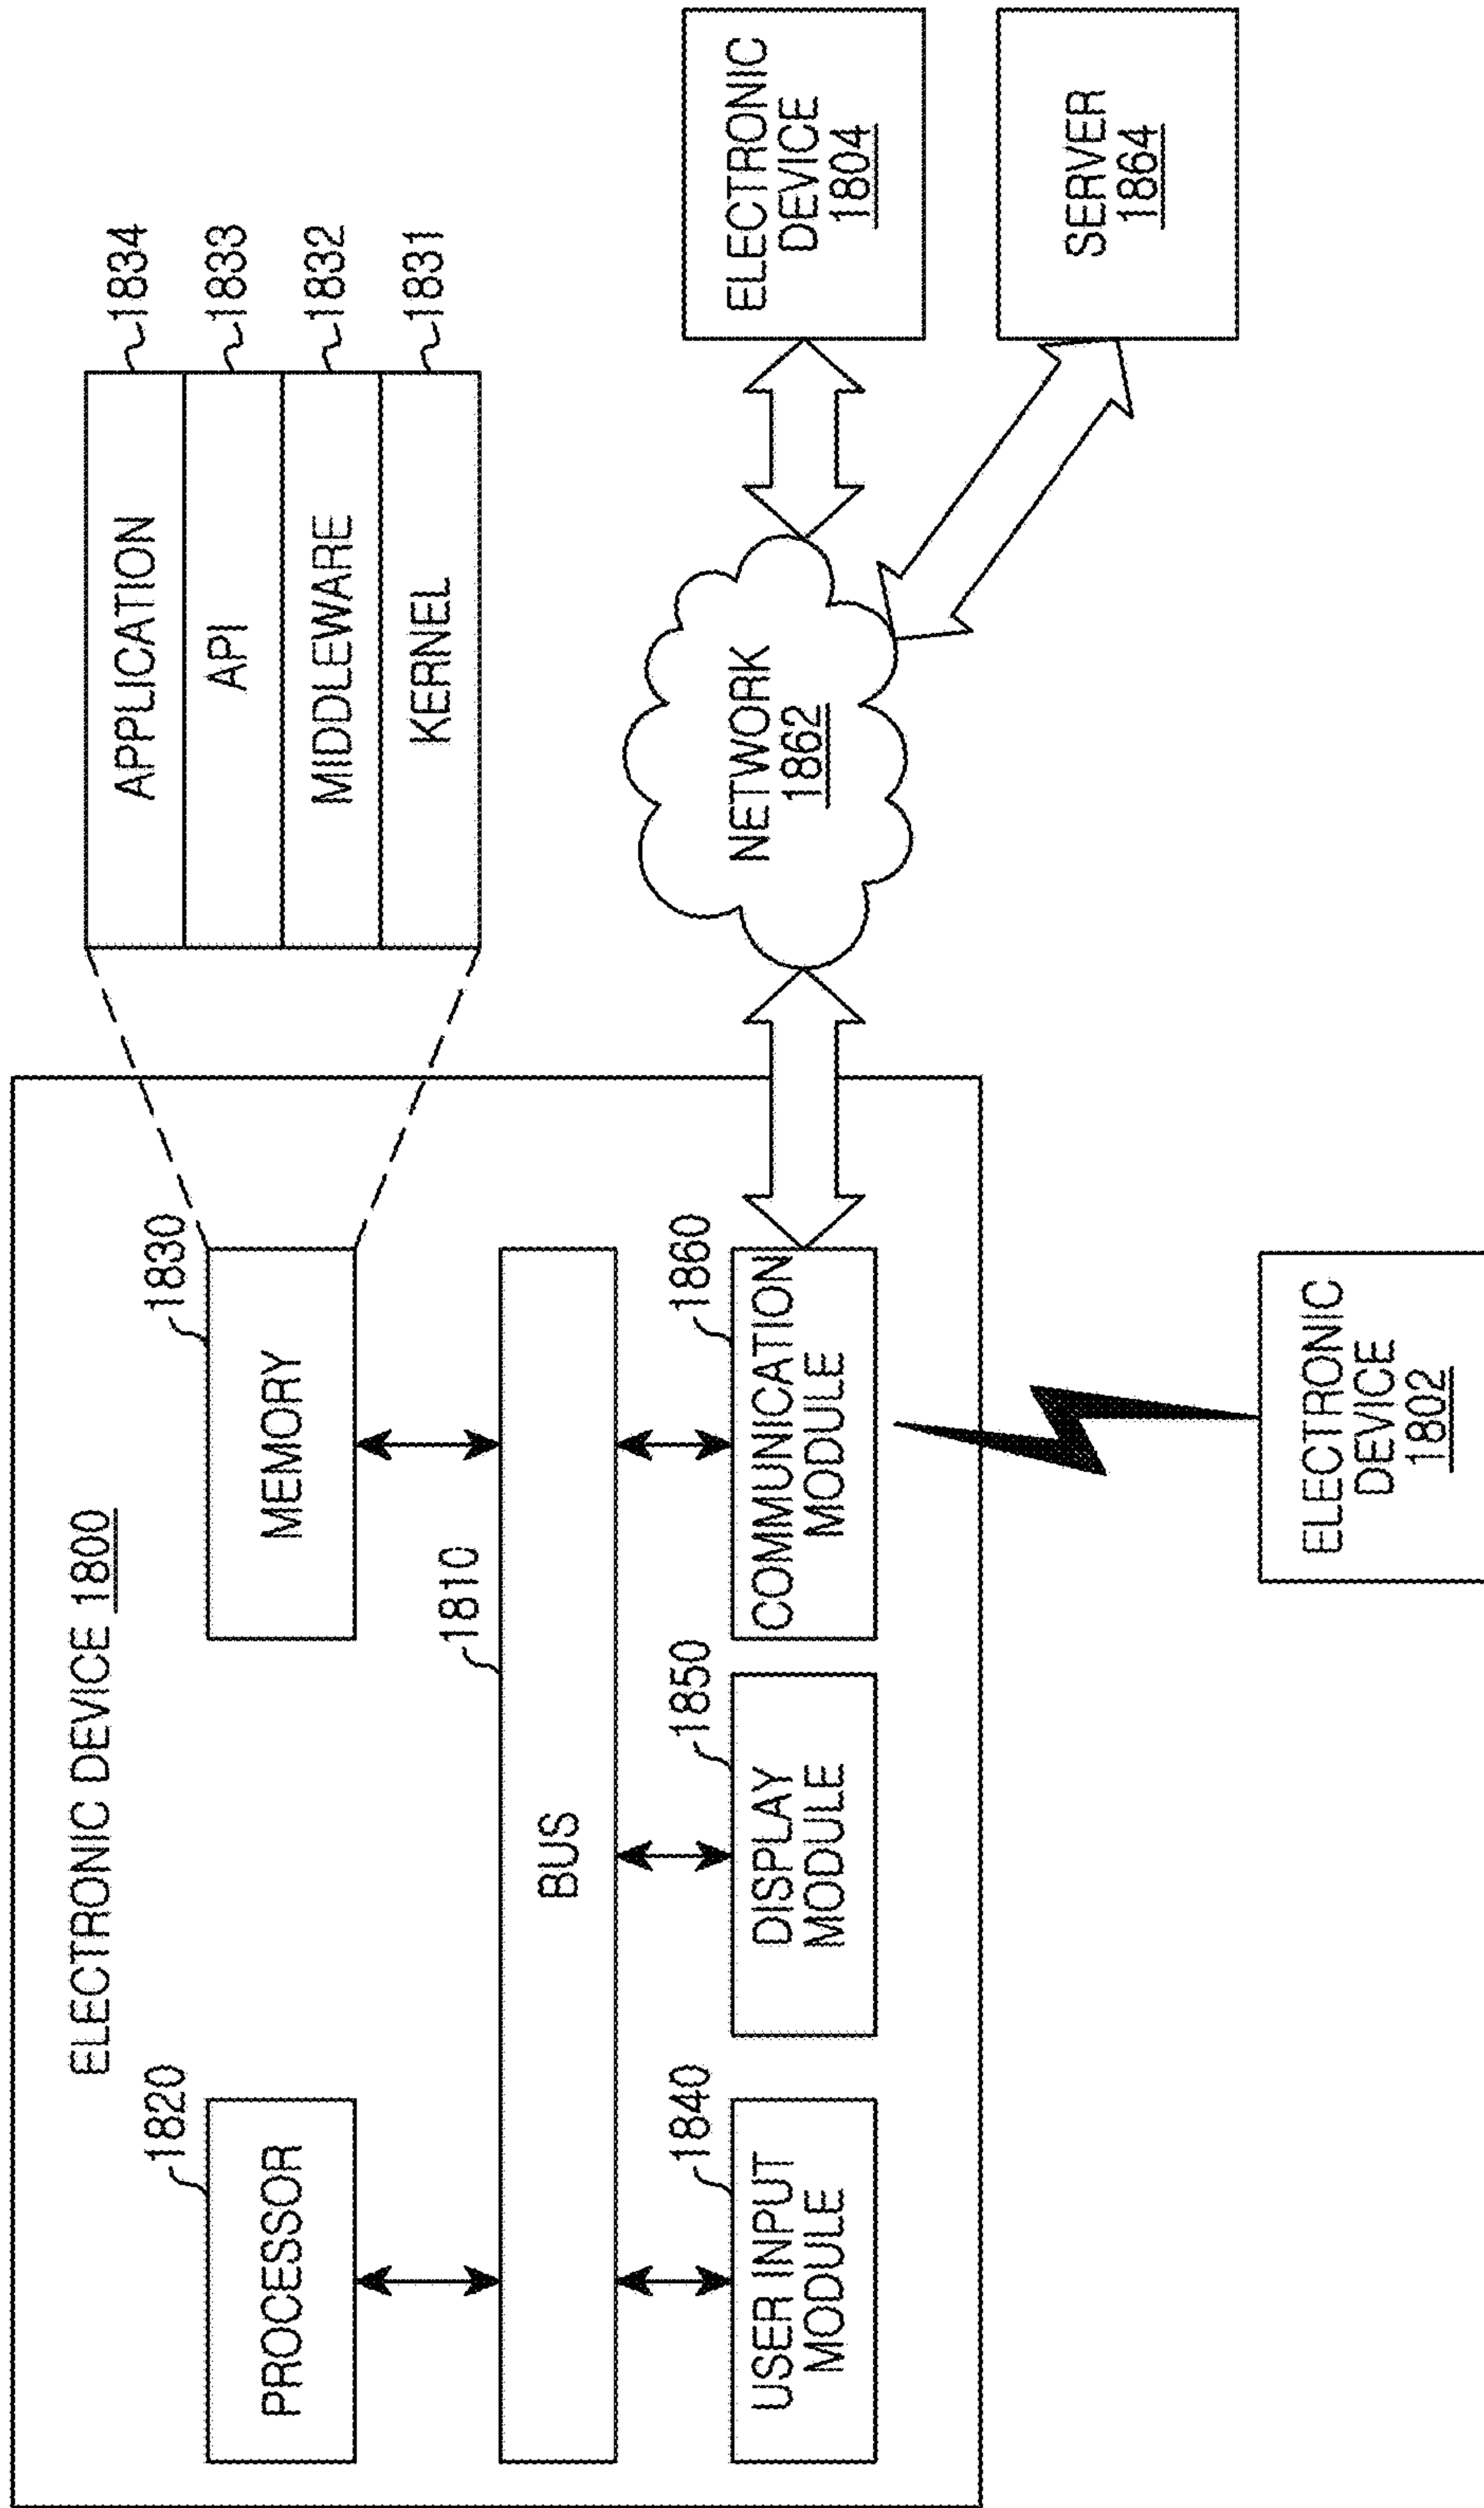 ELECTRONIC DEVICE 1800
1820
PROCESSOR
1830
MEMORY
1834
APPLICATION
1833
API
1832
MIDDLEWARE
1831
KERNEL
1810
BUS
1840
USER INPUT
MODULE
1850
DISPLAY
MODULE
1860
COMMUNICATION
MODULE
NETWORK
1862
ELECTRONIC
DEVICE
1804
SERVER
1864
ELECTRONIC
DEVICE
1802